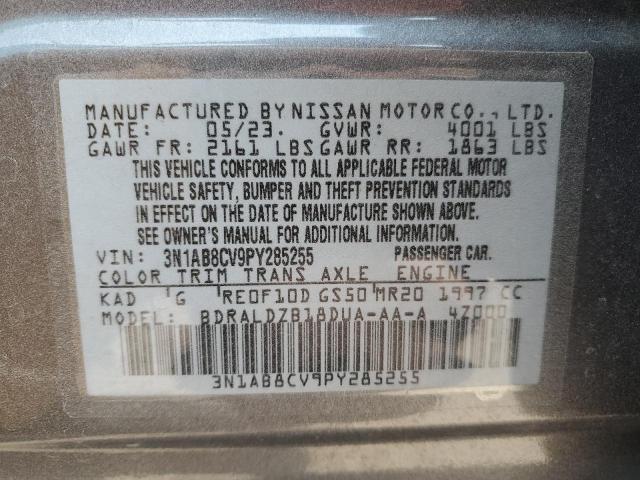 MANUFACTURED BY NISSAN MOTOR CO., LTD.
DATE: 05/23. GVWR: 4001 LBS
GAWR FR: 2161 LBS GAWR RR: 1863 LBS
THIS VEHICLE CONFORMS TO ALL APPLICABLE FEDERAL MOTOR
VEHICLE SAFETY, BUMPER AND THEFT PREVENTION STANDARDS
IN EFFECT ON THE DATE OF MANUFACTURE SHOWN ABOVE.
SEE OWNER'S MANUAL FOR ADDITIONAL INFORMATION.
VIN: 3N1AB8CV9PY285255 PASSENGER CAR.
COLOR TRIM TRANS AXLE ENGINE
KAD G RE0F10D GS50 MR20 1997 CC
MODEL: BDRALDZB18DUA-AA-A 4Z000
3N1AB8CV9PY285255